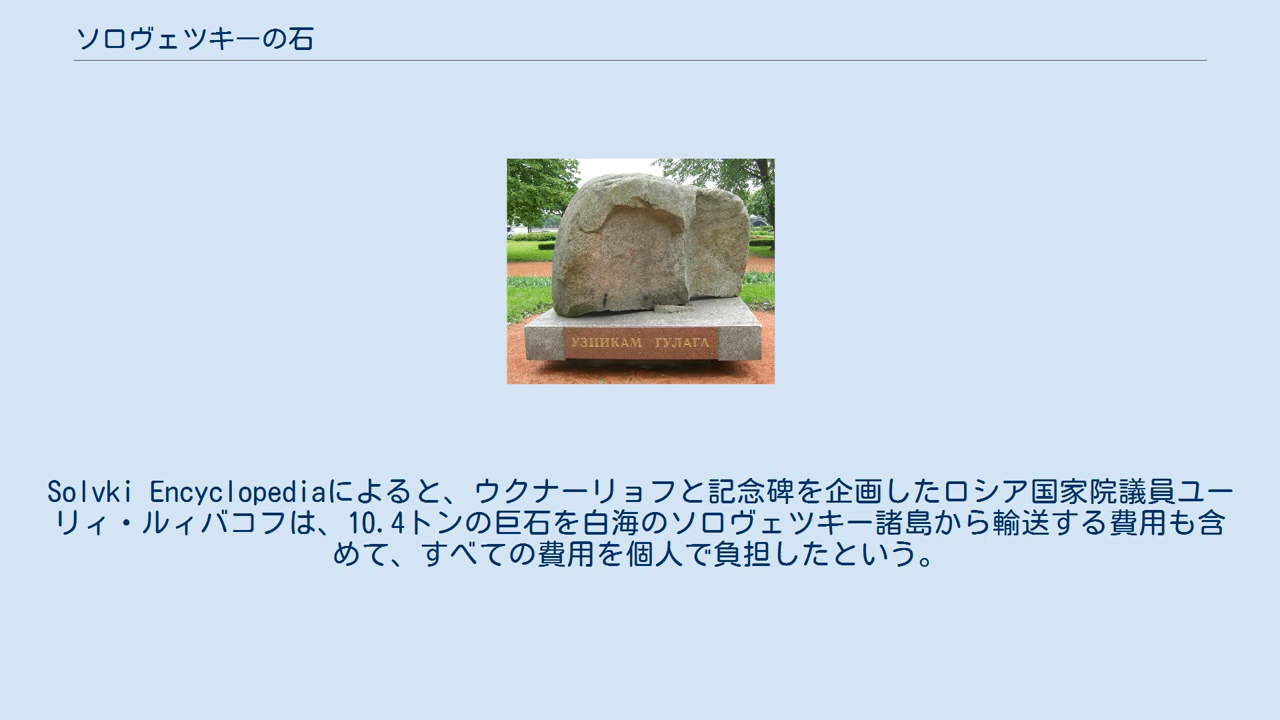 ソロヴェツキーの石
УЗНИКАМ ГУЛАГА
Solvki Encyclopediaによると、ウクナーリョフと記念碑を企画したロシア国家院議員ユー
リィ・ルィバコフは、10.4トンの巨石を白海のソロヴェツキー諸島から輸送する費用も含
めて、すべての費用を個人で負担したという。